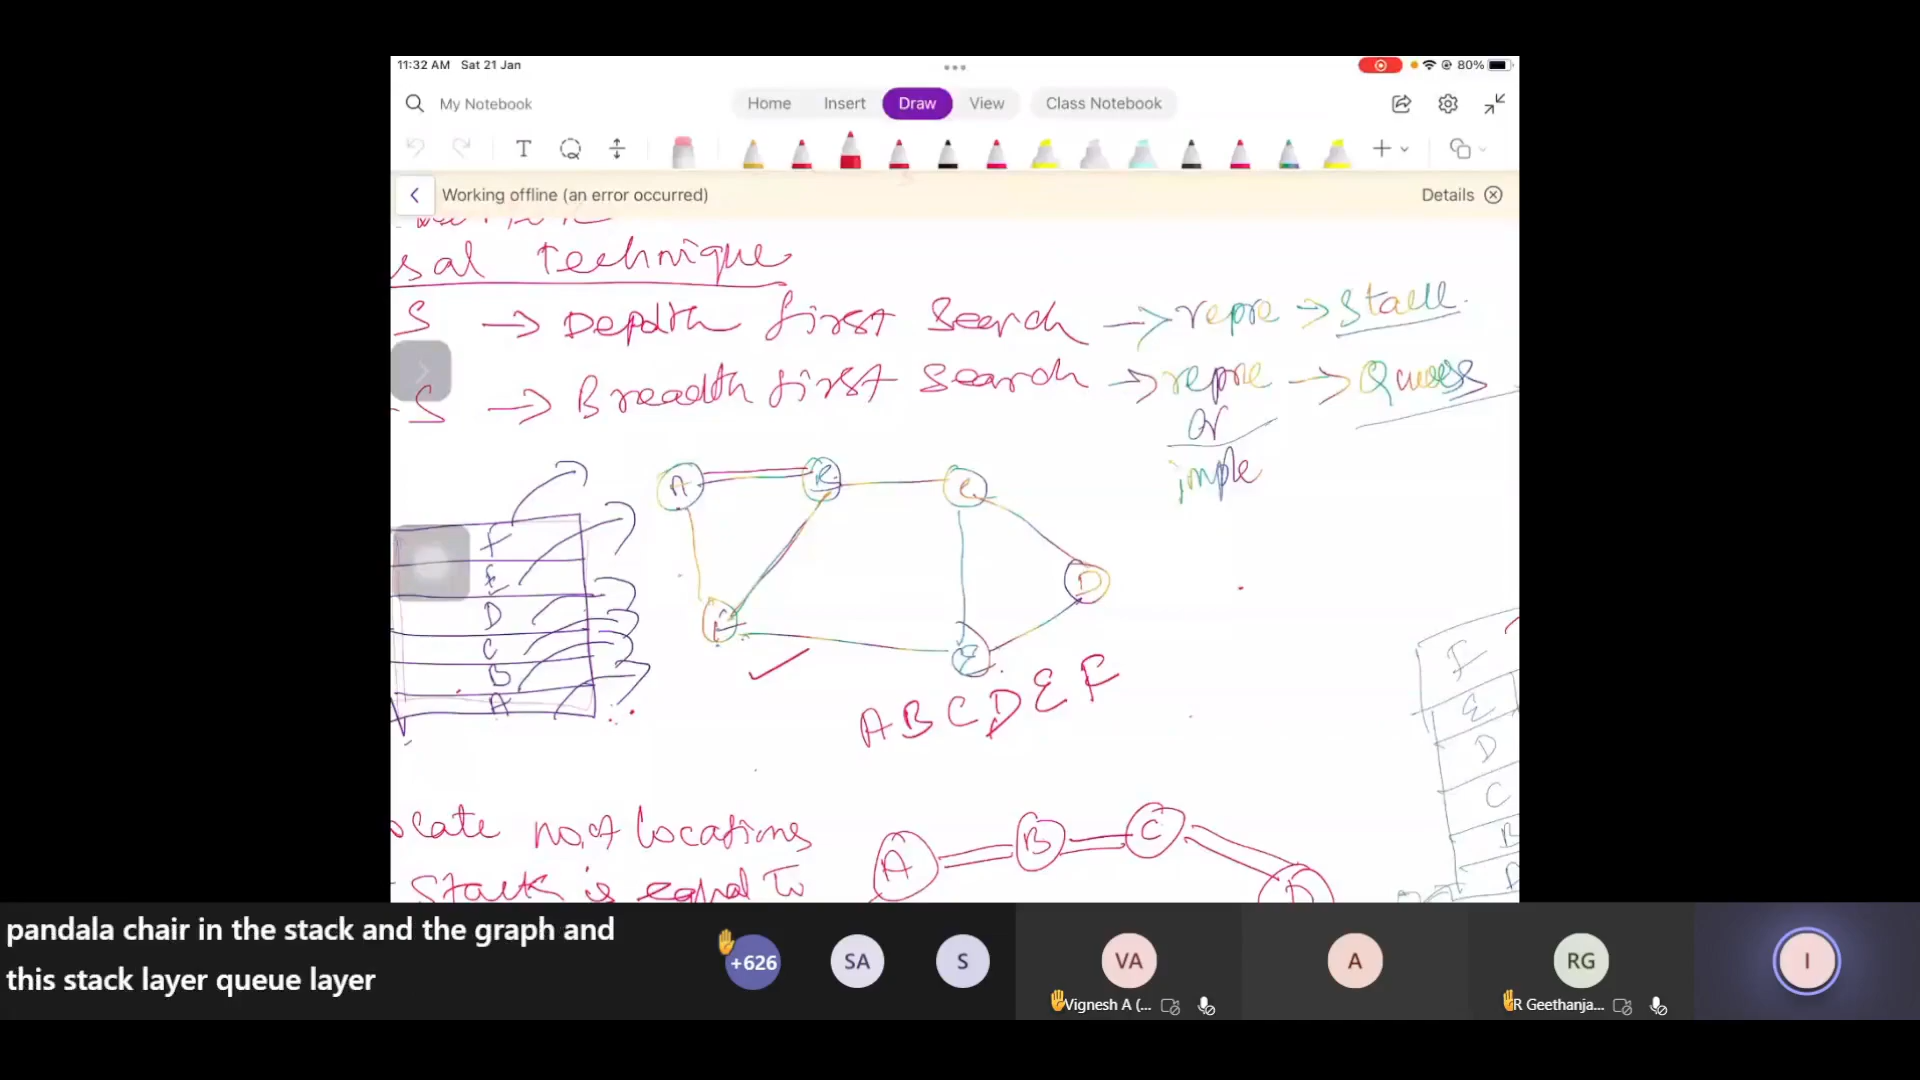 11:32 AM Sat 21 Jan
80%
My Notebook
Home Insert Draw View Class Notebook
T
Working offline (an error occurred)
Details
sal technique
S → Depdth first Search → repre → Stack.
S → Breadth first Search → repre → Queues
or
imple
A B C
F
E
D
C
B
A
D
F E
A B C D E F
F
E
D
C
B
A
ocate no.of locations
Stack is equal to
A B C
D
pandala chair in the stack and the graph and
this stack layer queue layer
+626 SA S VA A RG I
Vignesh A (...
R Geethanja...